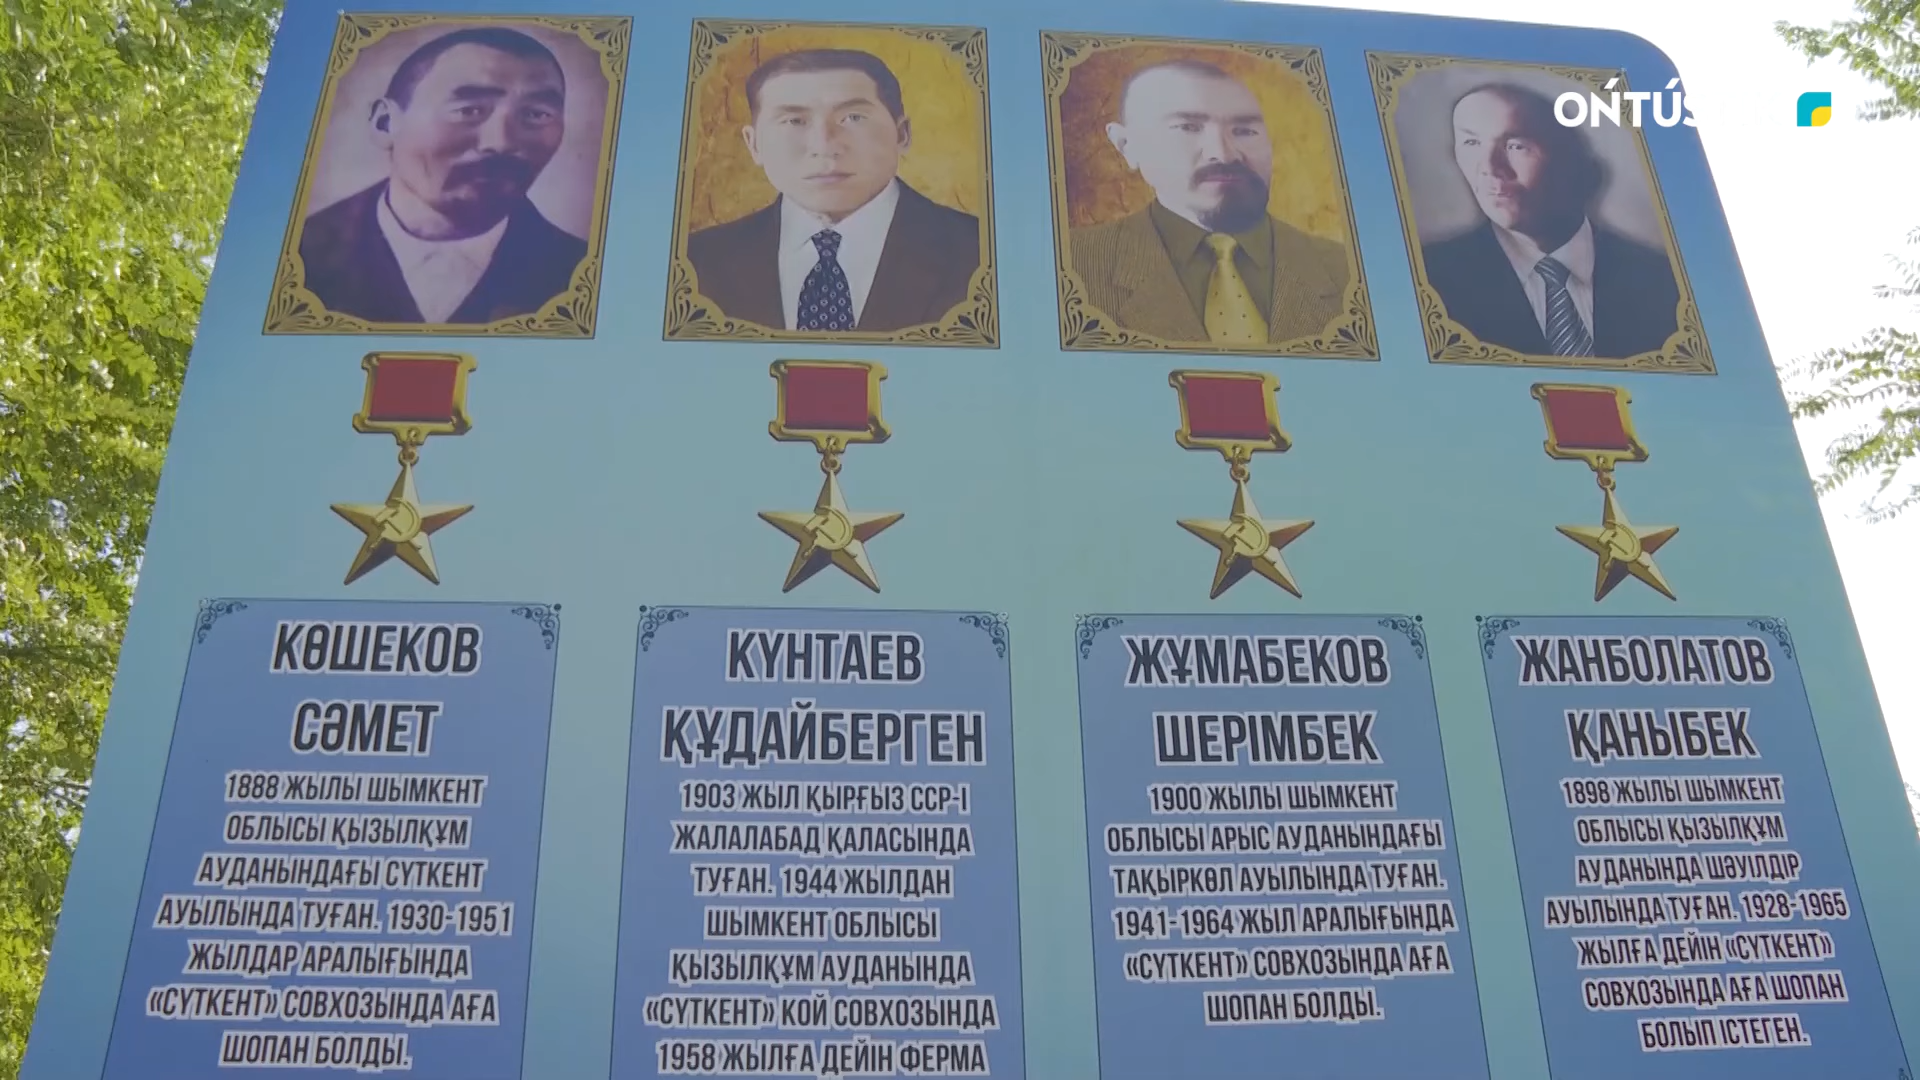 OŃTÚS
КӨШЕКОВ
СӘМЕТ
1888 ЖЫЛЫ ШЫМКЕНТ
ОБЛЫСЫ ҚЫЗЫЛҚҰМ
АУДАНЫНДАҒЫ СҮТКЕНТ
АУЫЛЫНДА ТУҒАН. 1930-1951
ЖЫЛДАР АРАЛЫҒЫНДА
«СҮТКЕНТ» СОВХОЗЫНДА АҒА
ШОПАН БОЛДЫ.
КҮНТАЕВ
ҚҰДАЙБЕРГЕН
1903 ЖЫЛ ҚЫРҒЫЗ ССР-І
ЖАЛАЛАБАД ҚАЛАСЫНДА
ТУҒАН. 1944 ЖЫЛДАН
ШЫМКЕНТ ОБЛЫСЫ
ҚЫЗЫЛҚҰМ АУДАНЫНДА
«СҮТКЕНТ» КОЙ СОВХОЗЫНДА
1958 ЖЫЛҒА ДЕЙІН ФЕРМА
ЖҰМАБЕКОВ
ШЕРІМБЕК
1900 ЖЫЛЫ ШЫМКЕНТ
ОБЛЫСЫ АРЫС АУДАНЫНДАҒЫ
ТАҚЫРКӨЛ АУЫЛЫНДА ТУҒАН.
1941-1964 ЖЫЛ АРАЛЫҒЫНДА
«СҮТКЕНТ» СОВХОЗЫНДА АҒА
ШОПАН БОЛДЫ.
ЖАНБОЛАТОВ
ҚАНЫБЕК
1898 ЖЫЛЫ ШЫМКЕНТ
ОБЛЫСЫ ҚЫЗЫЛҚҰМ
АУДАНЫНДА ШӘУІЛДІР
АУЫЛЫНДА ТУҒАН. 1928-1965
ЖЫЛҒА ДЕЙІН «СҮТКЕНТ»
СОВХОЗЫНДА АҒА ШОПАН
БОЛЫП ІСТЕГЕН.